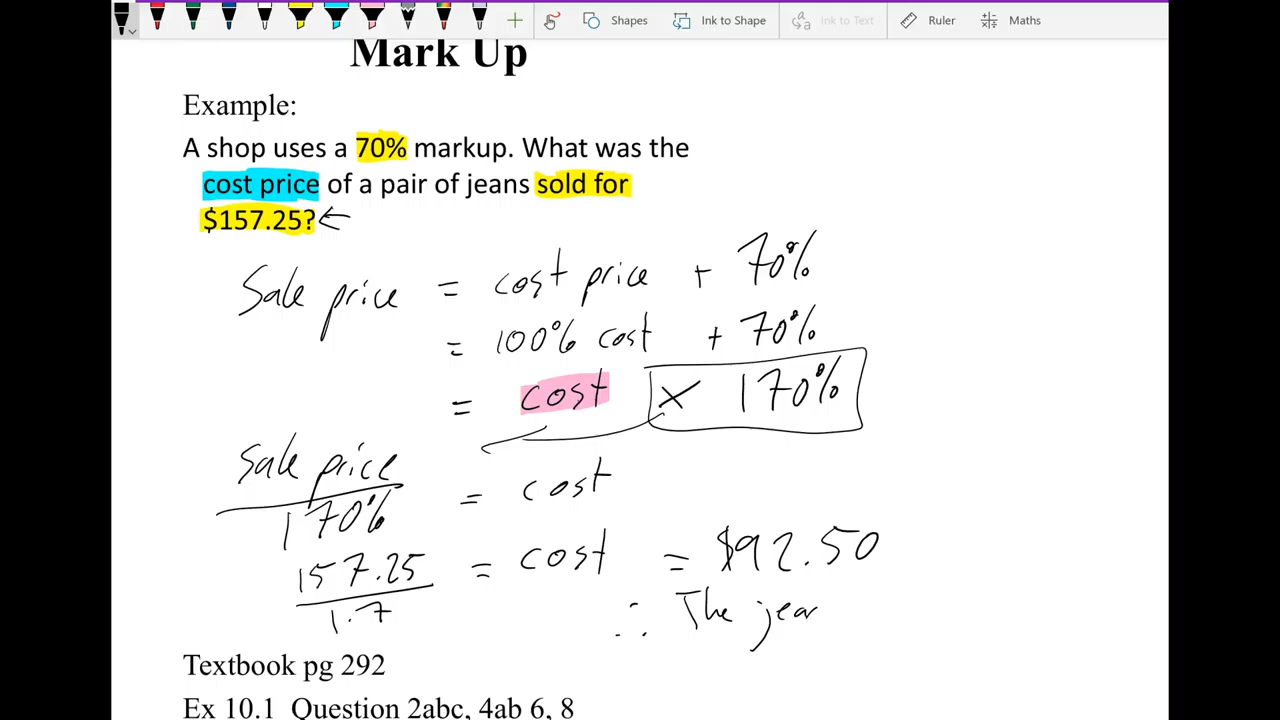 Shapes Ink to Shape Ink to Text Ruler Maths
Mark Up
Example:
A shop uses a 70% markup. What was the
cost price of a pair of jeans sold for
$157.25?
Sale price = cost price + 70%
= 100% cost + 70%
= cost × 170%
Sale price
170%
= cost
157.25
1.7
= cost = $92.50
∴ The jear
Textbook pg 292
Ex 10.1 Question 2abc, 4ab 6, 8